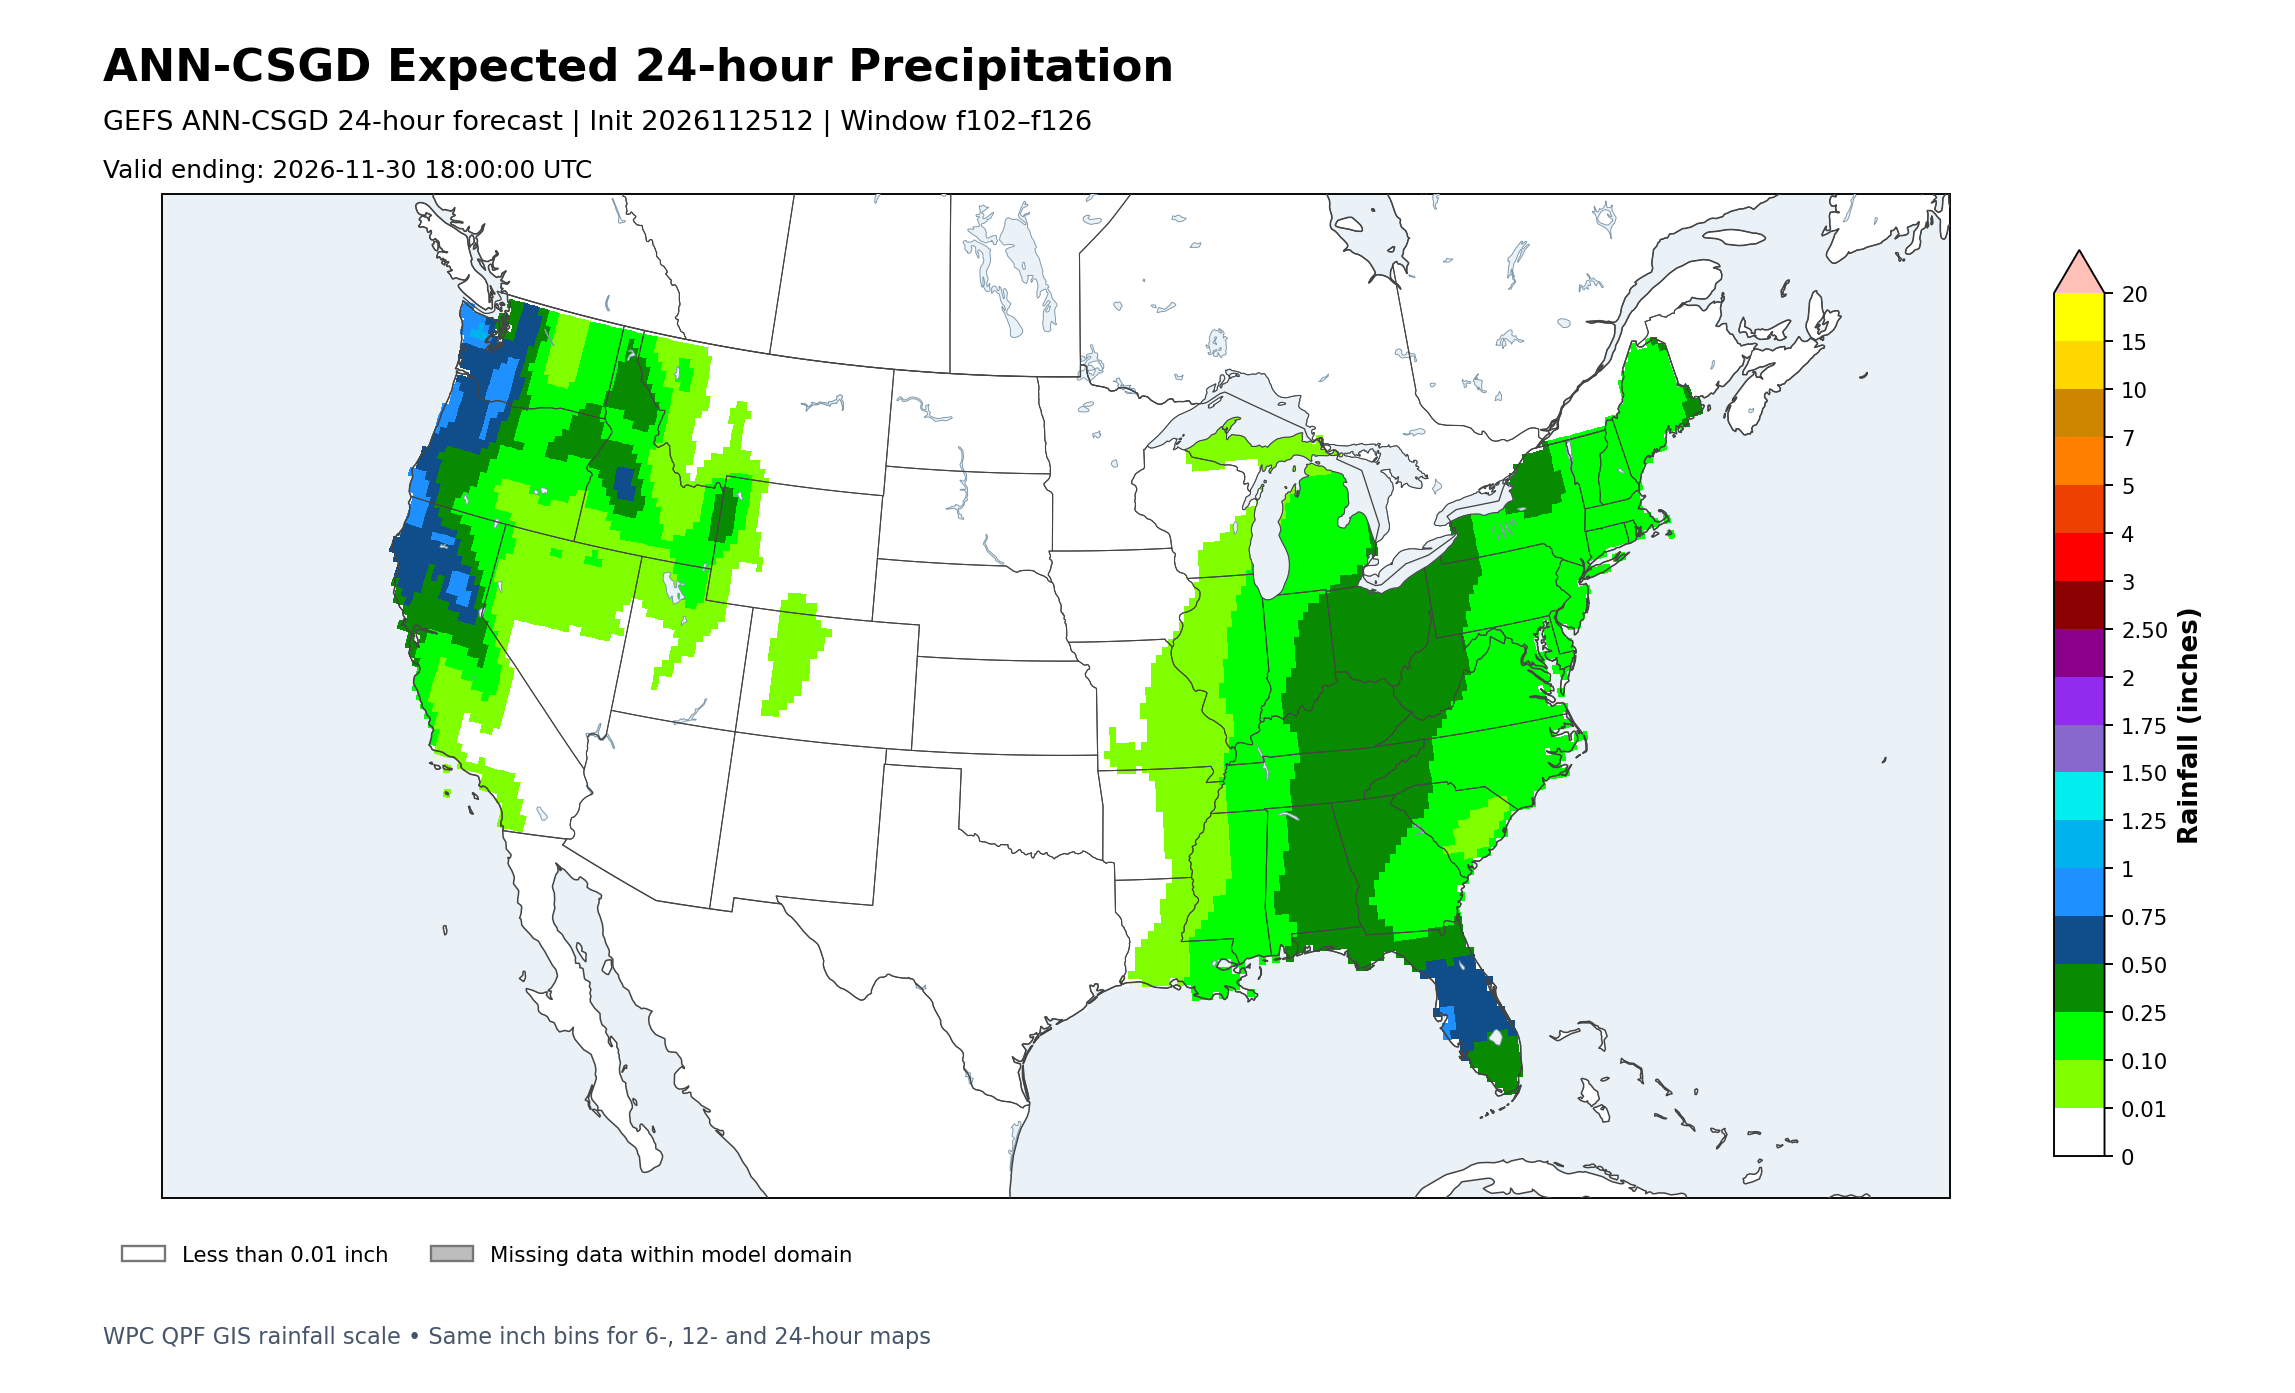 ANN-CSGD Expected 24-hour Precipitation
GEFS ANN-CSGD 24-hour forecast | Init 2026112512 | Window f102–f126
Valid ending: 2026-11-30 18:00:00 UTC
20
15
10
7
5
4
3
2.50
2
1.75
1.50
1.25
1
0.75
0.50
0.25
0.10
0.01
0
Rainfall (inches)
Less than 0.01 inch
Missing data within model domain
WPC QPF GIS rainfall scale • Same inch bins for 6-, 12- and 24-hour maps